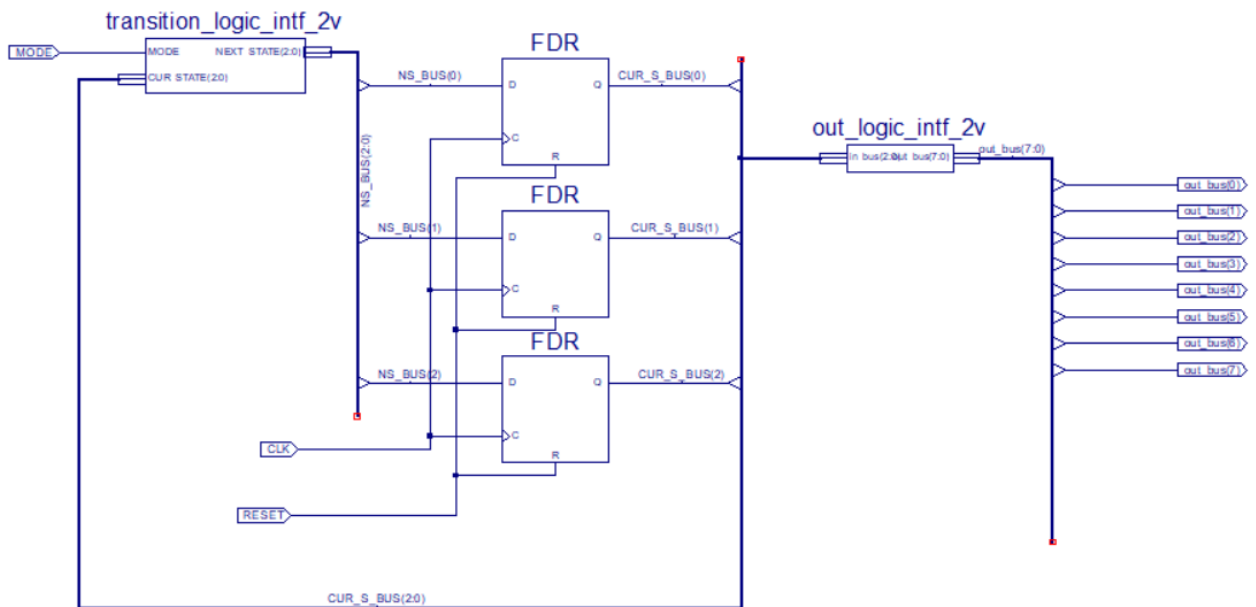 transition_logic_intf_2v
MODE
MODE NEXT STATE(2:0)
CUR STATE(2:0)
NS_BUS(2:0)
NS_BUS(0)
FDR
D
Q
C
R
CUR_S_BUS(0)
NS_BUS(1)
FDR
D
Q
C
R
CUR_S_BUS(1)
NS_BUS(2)
FDR
D
Q
C
R
CUR_S_BUS(2)
CLK
RESET
CUR_S_BUS(2:0)
out_logic_intf_2v
in bus(2:0) out bus(7:0)
out_bus(7:0)
out_bus(0)
out_bus(1)
out_bus(2)
out_bus(3)
out_bus(4)
out_bus(5)
out_bus(6)
out_bus(7)